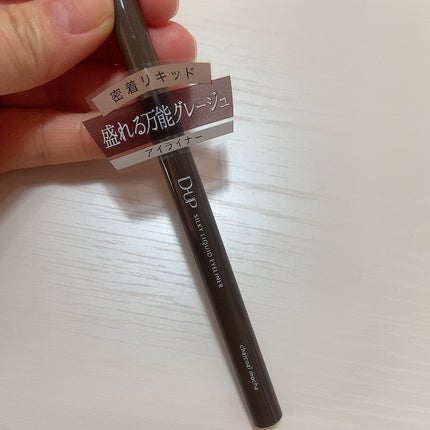 密着リキッド
盛れる万能グレージュ
アイライナー
D-UP
SILKY LIQUID EYELINER
charcoal mocha